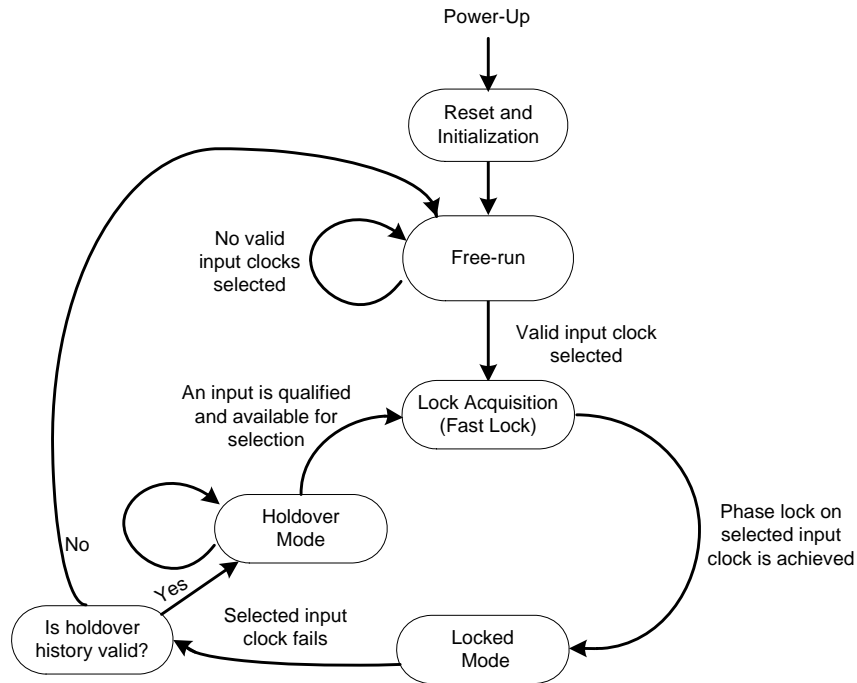 Power-Up
Reset and
Initialization
No valid
input clocks
selected
Free-run
Valid input clock
selected
An input is qualified
and available for
selection
Lock Acquisition
(Fast Lock)
Holdover
Mode
Phase lock on
selected input
clock is achieved
No
Yes
Selected input
clock fails
Is holdover
history valid?
Locked
Mode